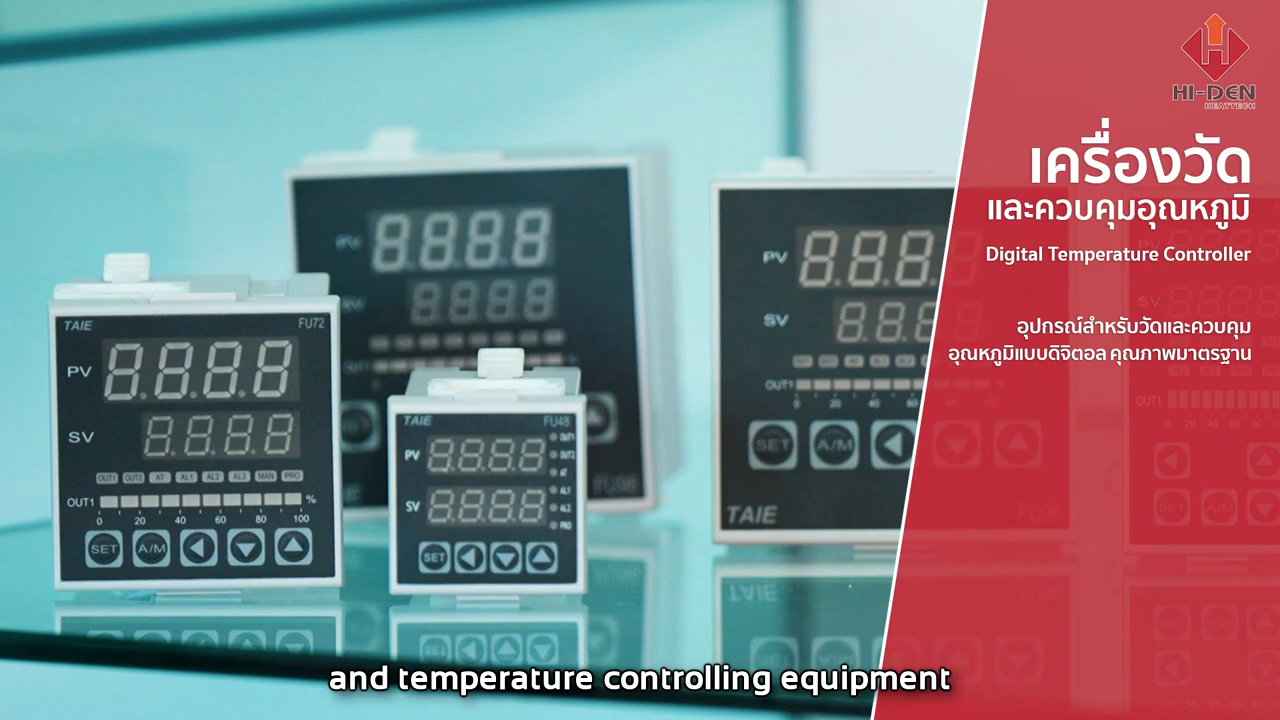 HI-DEN
HEATTECH
เครื่องวัด
และควบคุมอุณหภูมิ
Digital Temperature Controller
อุปกรณ์สำหรับวัดและควบคุม
อุณหภูมิแบบดิจิตอล คุณภาพมาตรฐาน
TAIE FU72
PV 8.8.8.8
SV 8.8.8.8
OUT1 OUT2 AT AL1 AL2 AL3 MAN PRO
OUT1 %
0 20 40 60 80 100
SET A/M
TAIE FU48
PV 8.8.8.8
SV 8.8.8.8
OUT1
OUT2
AT
AL1
AL2
PRO
SET
PV 8.8.8.8
SV 8.8.8.8
PV 8.8.8.
SV 8.8.8.
OUT1
0 20 40 60
SET A/M
TAIE
and temperature controlling equipment